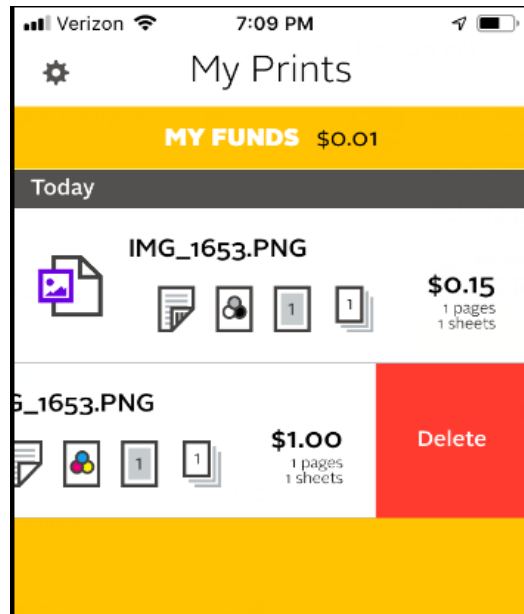 Verizon 7:09 PM
My Prints
MY FUNDS $0.01
Today
IMG_1653.PNG
1 1 $0.15
1 pages
1 sheets
G_1653.PNG
1 1 $1.00 Delete
1 pages
1 sheets